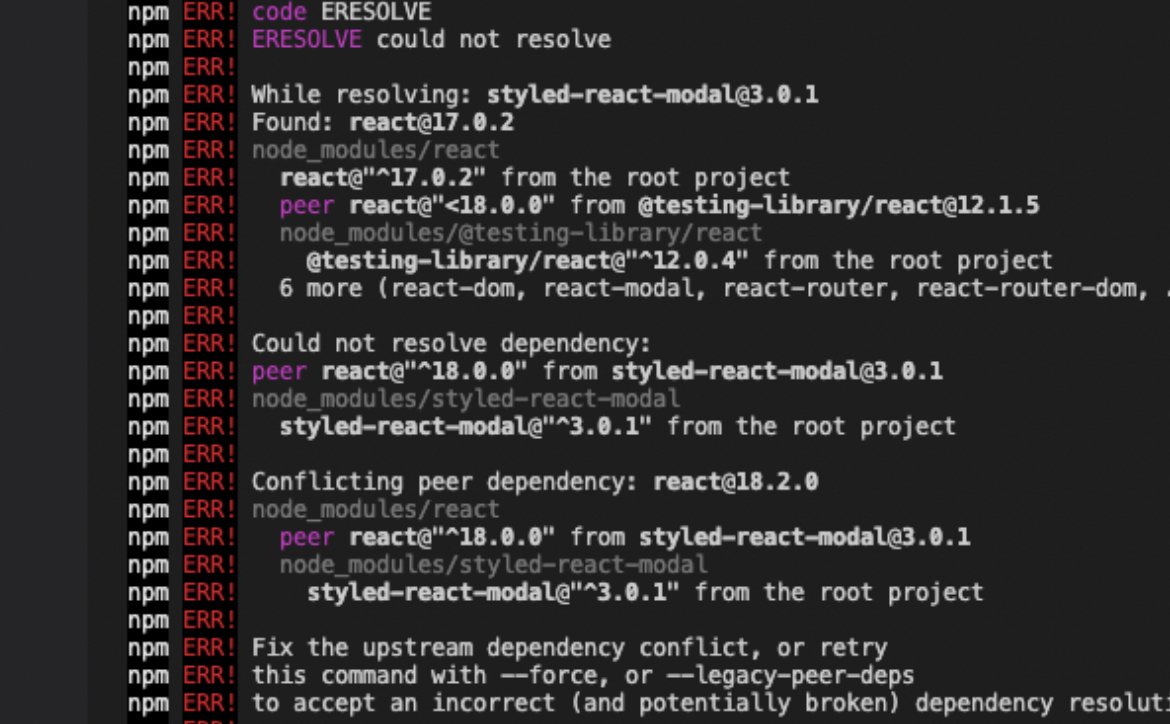 npm ERR! code ERESOLVE
npm ERR! ERESOLVE could not resolve
npm ERR!
npm ERR! While resolving: styled-react-modal@3.0.1
npm ERR! Found: react@17.0.2
npm ERR! node_modules/react
npm ERR!   react@"^17.0.2" from the root project
npm ERR!   peer react@"<18.0.0" from @testing-library/react@12.1.5
npm ERR!   node_modules/@testing-library/react
npm ERR!     @testing-library/react@"^12.0.4" from the root project
npm ERR!   6 more (react-dom, react-modal, react-router, react-router-dom,
npm ERR!
npm ERR! Could not resolve dependency:
npm ERR! peer react@"^18.0.0" from styled-react-modal@3.0.1
npm ERR! node_modules/styled-react-modal
npm ERR!   styled-react-modal@"^3.0.1" from the root project
npm ERR!
npm ERR! Conflicting peer dependency: react@18.2.0
npm ERR! node_modules/react
npm ERR!   peer react@"^18.0.0" from styled-react-modal@3.0.1
npm ERR!   node_modules/styled-react-modal
npm ERR!     styled-react-modal@"^3.0.1" from the root project
npm ERR!
npm ERR! Fix the upstream dependency conflict, or retry
npm ERR! this command with --force, or --legacy-peer-deps
npm ERR! to accept an incorrect (and potentially broken) dependency resoluti